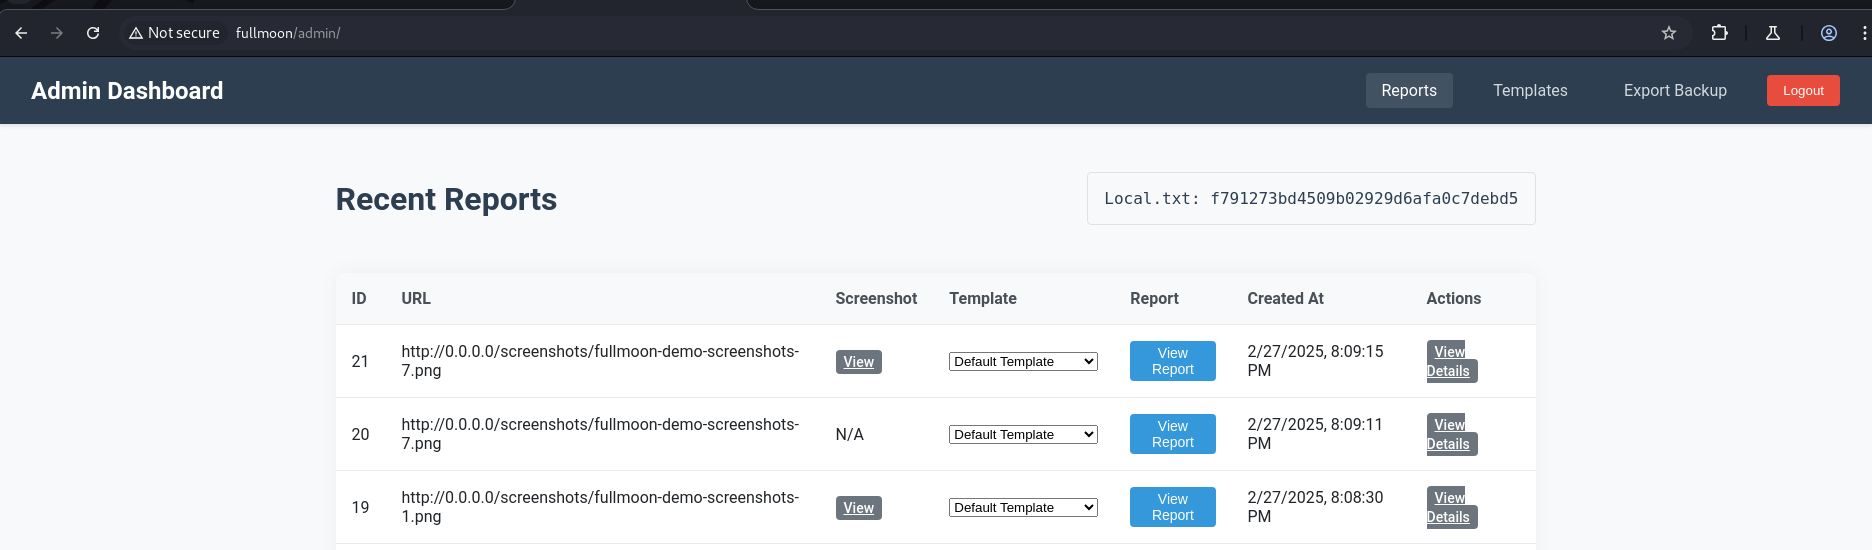 Not secure fullmoon/admin/
Admin Dashboard Reports Templates Export Backup Logout
Recent Reports Local.txt: f791273bd4509b02929d6afa0c7debd5
ID URL Screenshot Template Report Created At Actions
21 http://0.0.0.0/screenshots/fullmoon-demo-screenshots-7.png View Default Template View Report 2/27/2025, 8:09:15 PM View Details
20 http://0.0.0.0/screenshots/fullmoon-demo-screenshots-7.png N/A Default Template View Report 2/27/2025, 8:09:11 PM View Details
19 http://0.0.0.0/screenshots/fullmoon-demo-screenshots-1.png View Default Template View Report 2/27/2025, 8:08:30 PM View Details